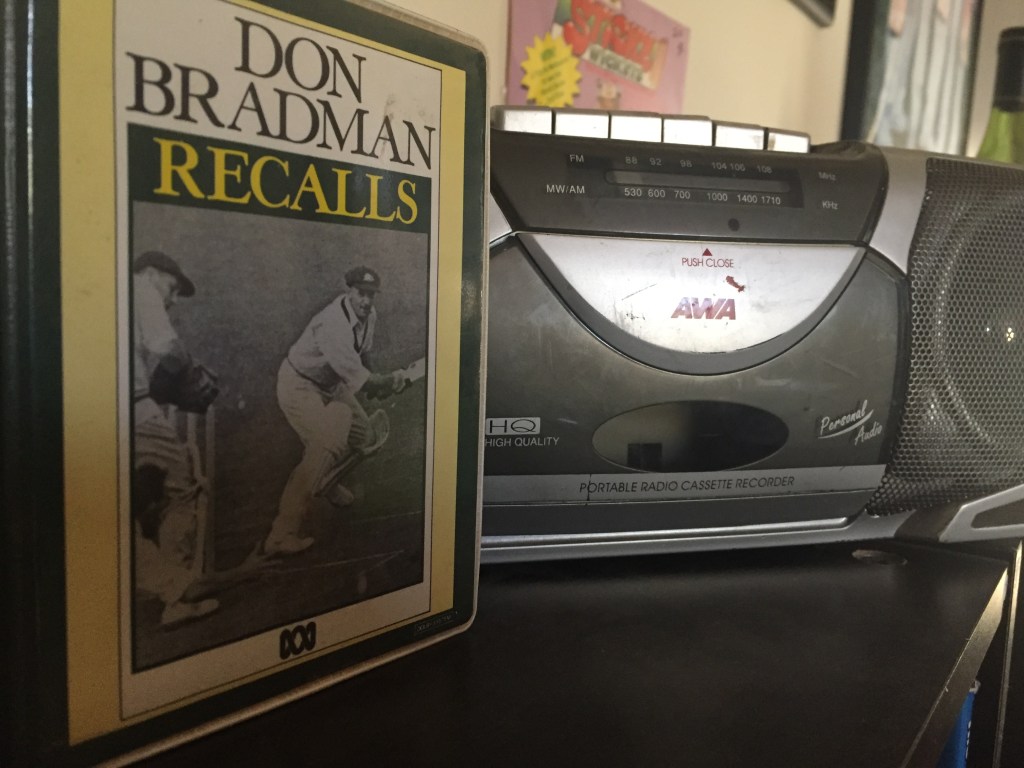 DON
BRADMAN
RECALLS
FM 88 92 98 104 106 108 MHz
MW/AM 530 600 700 1000 1400 1710 KHz
PUSH CLOSE
AWA
HQ
HIGH QUALITY
Personal
Audio
PORTABLE RADIO CASSETTE RECORDER